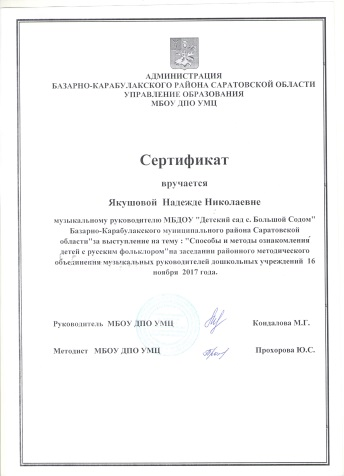 АДМИНИСТРАЦИЯ
БАЗАРНО-КАРАБУЛАКСКОГО РАЙОНА САРАТОВСКОЙ ОБЛАСТИ
УПРАВЛЕНИЕ ОБРАЗОВАНИЯ
МБОУ ДПО УМЦ
Сертификат
вручается
Якушовой Надежде Николаевне
музыкальному руководителю МБДОУ "Детский сад с. Большой Содом"
Базарно-Карабулакского муниципального района Саратовской
области"за выступление на тему : "Способы и методы ознакомления
детей с русским фольклором"на заседании районного методического
объединения музыкальных руководителей дошкольных учреждений 16
ноября 2017 года.
Руководитель МБОУ ДПО УМЦ Кондалова М.Г.
Методист МБОУ ДПО УМЦ Прохорова Ю.С.